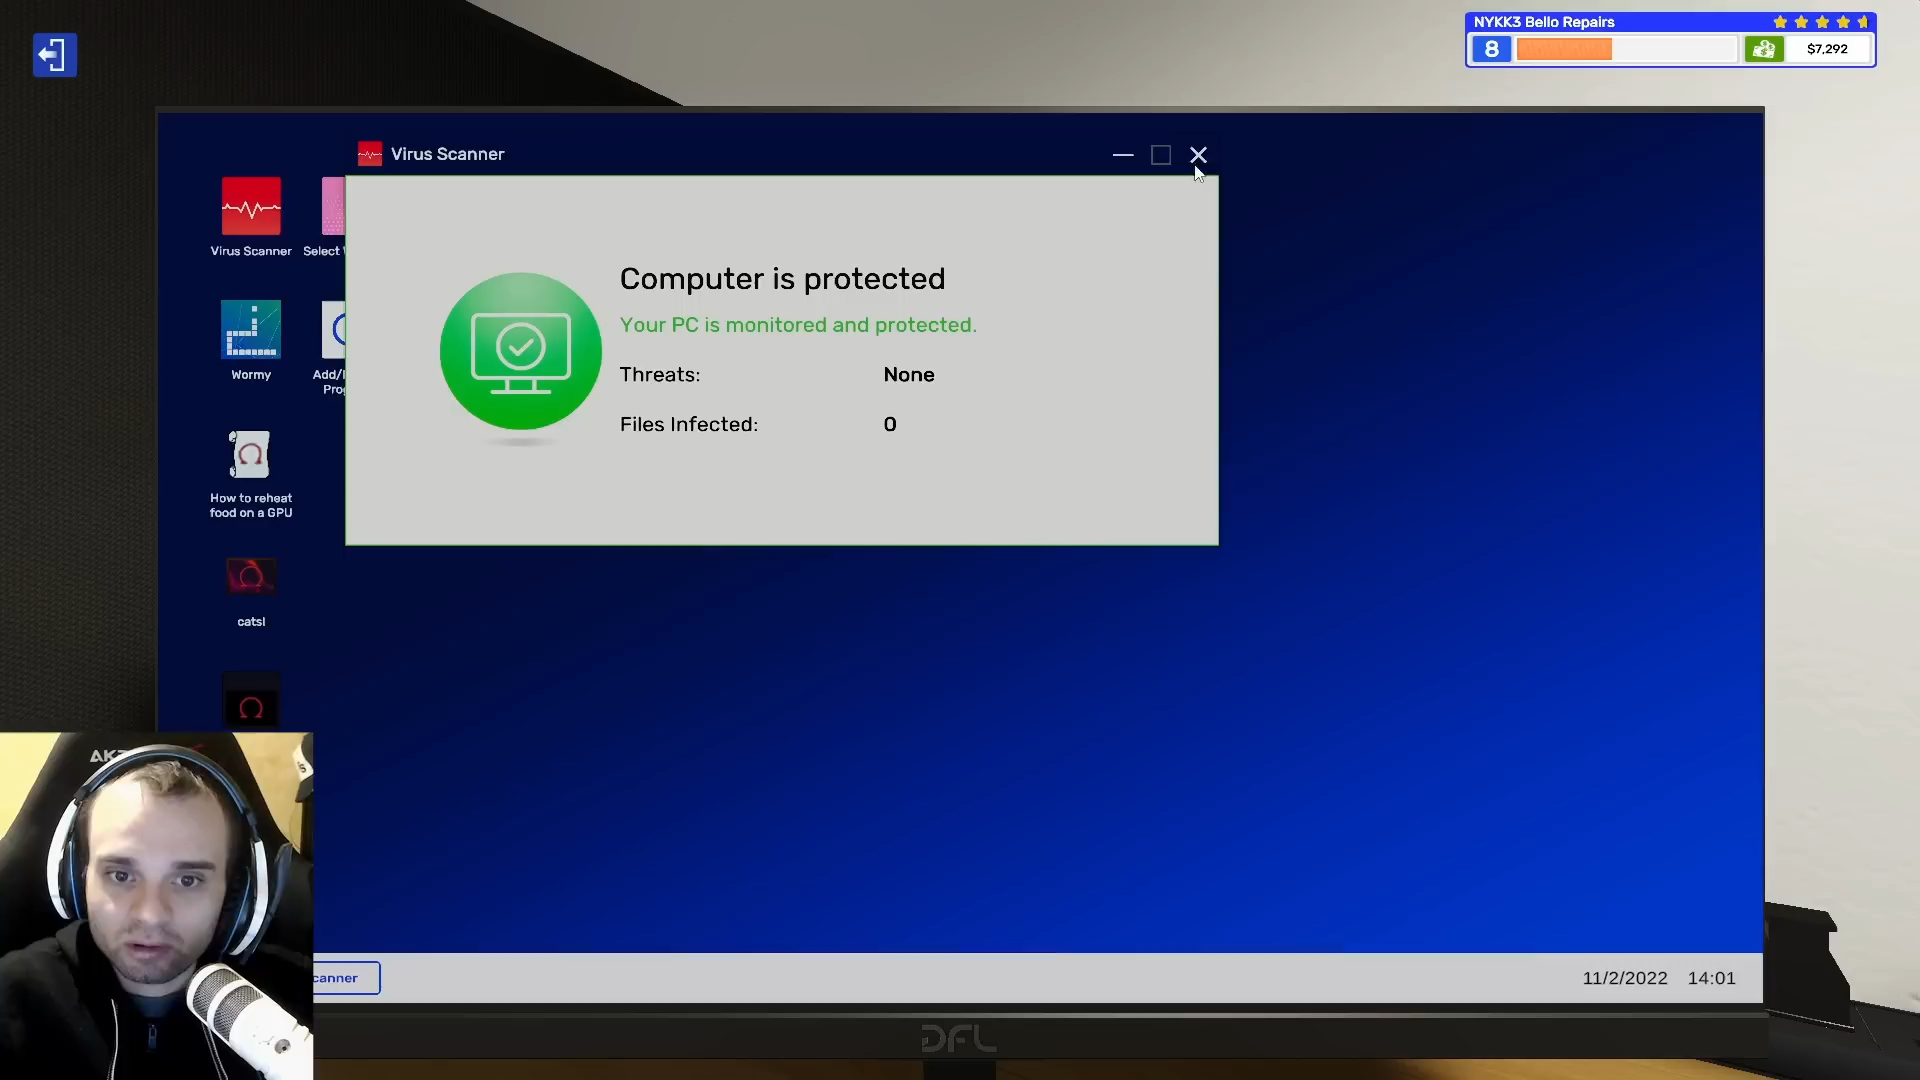 NYKK3 Bello Repairs
8
$7,292
Virus Scanner
Virus Scanner
Select
Computer is protected
Your PC is monitored and protected.
Threats: None
Files Infected: 0
Wormy
Add/
Prog
How to reheat
food on a GPU
catsl
canner
11/2/2022 14:01
DFL